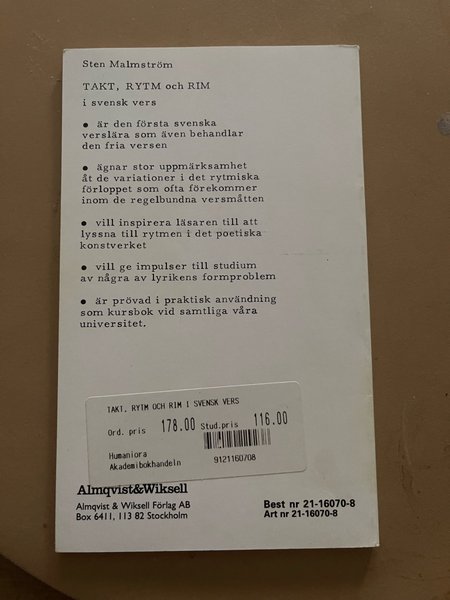 Sten Malmström
TAKT, RYTM och RIM
i svensk vers
● är den första svenska
verslära som även behandlar
den fria versen
● ägnar stor uppmärksamhet
åt de variationer i det rytmiska
förloppet som ofta förekommer
inom de regelbundna versmåtten
● vill inspirera läsaren till att
lyssna till rytmen i det poetiska
konstverket
● vill ge impulser till studium
av några av lyrikens formproblem
● är prövad i praktisk användning
som kursbok vid samtliga våra
universitet.
TAKT, RYTM OCH RIM I SVENSK VERS
Ord. pris 178.00 Stud.pris 116.00
Humaniora
Akademibokhandeln 9121160708
Almqvist&Wiksell
Almqvist & Wiksell Förlag AB
Box 6411, 113 82 Stockholm
Best nr 21-16070-8
Art nr 21-16070-8